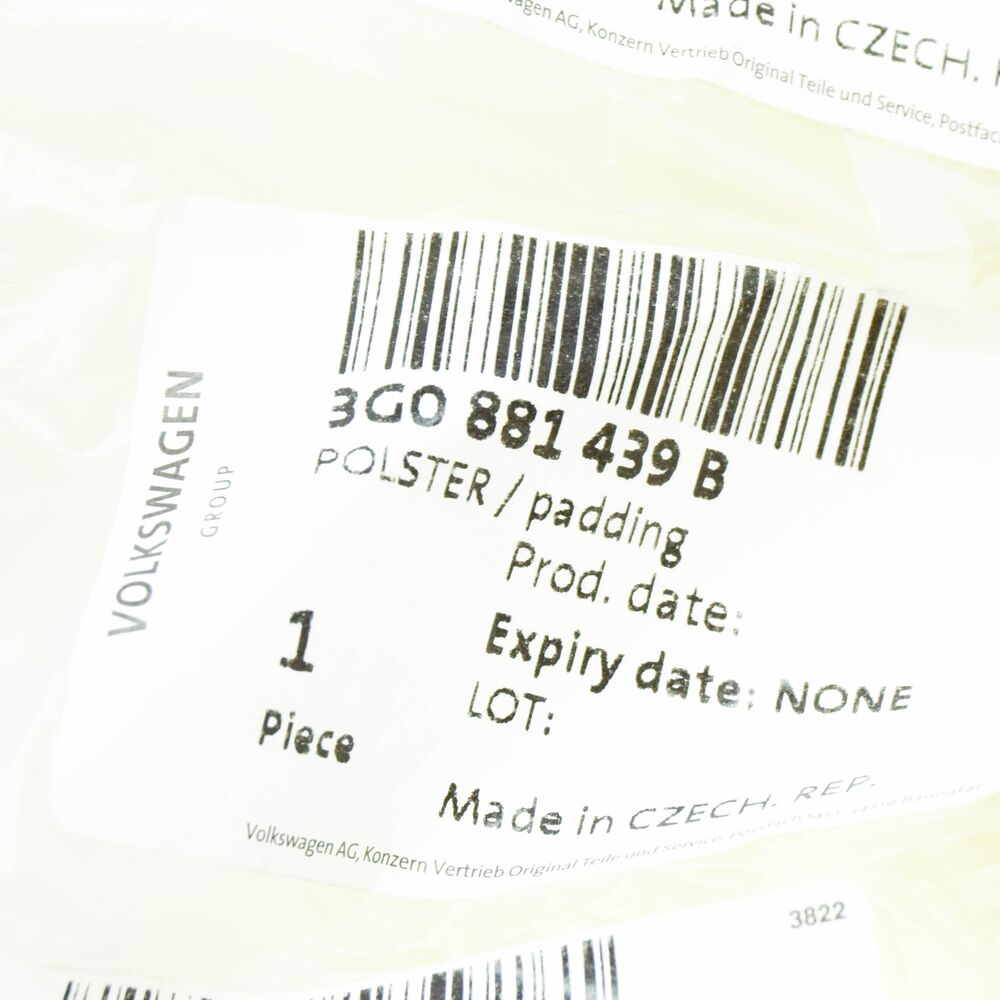 Made in CZECH.
AG, Konzern Vertrieb Original Teile und Service,
VOLKSWAGEN
GROUP
3G0 881 439 B
POLSTER / padding
Prod. date:
1
Expiry date: NONE
Piece
LOT:
Made in CZECH. REP.
Volkswagen AG, Konzern Vertrieb Original Teile und Service, Postfach
3822